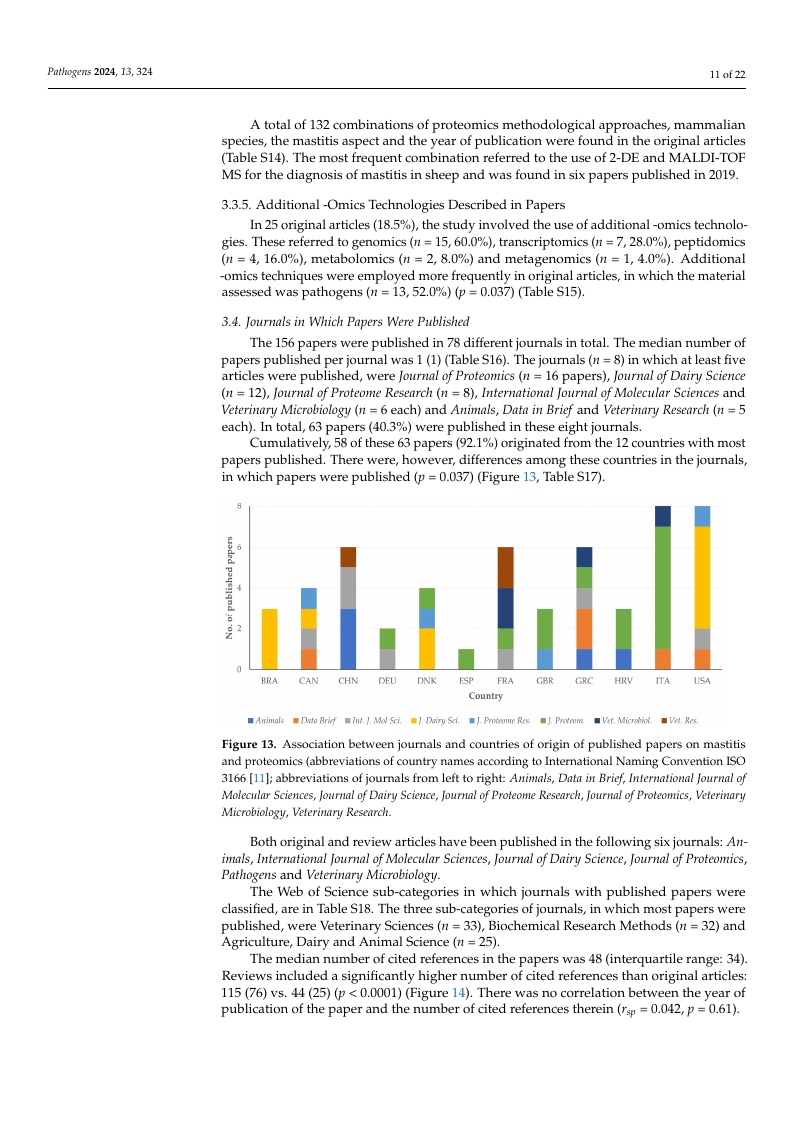 Pathogens 2024, 13, 324
11 of 22
A total of 132 combinations of proteomics methodological approaches, mammalian
species, the mastitis aspect and the year of publication were found in the original articles
(Table S14). The most frequent combination referred to the use of 2-DE and MALDI-TOF
MS for the diagnosis of mastitis in sheep and was found in six papers published in 2019.
3.3.5. Additional -Omics Technologies Described in Papers
In 25 original articles (18.5%), the study involved the use of additional -omics technolo-
gies. These referred to genomics (n = 15, 60.0%), transcriptomics (n = 7, 28.0%), peptidomics
(n = 4, 16.0%), metabolomics (n = 2, 8.0%) and metagenomics (n = 1, 4.0%). Additional
-omics techniques were employed more frequently in original articles, in which the material
assessed was pathogens (n = 13, 52.0%) (p = 0.037) (Table S15).
3.4. Journals in Which Papers Were Published
The 156 papers were published in 78 different journals in total. The median number of
papers published per journal was 1 (1) (Table S16). The journals (n = 8) in which at least five
articles were published, were Journal of Proteomics (n = 16 papers), Journal of Dairy Science
(n = 12), Journal of Proteome Research (n = 8), International Journal of Molecular Sciences and
Veterinary Microbiology (n = 6 each) and Animals, Data in Brief and Veterinary Research (n = 5
each). In total, 63 papers (40.3%) were published in these eight journals.
Cumulatively, 58 of these 63 papers (92.1%) originated from the 12 countries with most
papers published. There were, however, differences among these countries in the journals,
in which papers were published (p = 0.037) (Figure 13, Table S17).
No. of published papers
8
6
4
2
0
BRA CAN CHN DEU DNK ESP FRA GBR GRC HRV ITA USA
Country
Animals Data Brief Int. J. Mol Sci. J. Dairy Sci. J. Proteome Res. J. Proteom. Vet. Microbiol. Vet. Res.
Figure 13. Association between journals and countries of origin of published papers on mastitis
and proteomics (abbreviations of country names according to International Naming Convention ISO
3166 [11]; abbreviations of journals from left to right: Animals, Data in Brief, International Journal of
Molecular Sciences, Journal of Dairy Science, Journal of Proteome Research, Journal of Proteomics, Veterinary
Microbiology, Veterinary Research.
Both original and review articles have been published in the following six journals: An-
imals, International Journal of Molecular Sciences, Journal of Dairy Science, Journal of Proteomics,
Pathogens and Veterinary Microbiology.
The Web of Science sub-categories in which journals with published papers were
classified, are in Table S18. The three sub-categories of journals, in which most papers were
published, were Veterinary Sciences (n = 33), Biochemical Research Methods (n = 32) and
Agriculture, Dairy and Animal Science (n = 25).
The median number of cited references in the papers was 48 (interquartile range: 34).
Reviews included a significantly higher number of cited references than original articles:
115 (76) vs. 44 (25) (p < 0.0001) (Figure 14). There was no correlation between the year of
publication of the paper and the number of cited references therein (rsp = 0.042, p = 0.61).